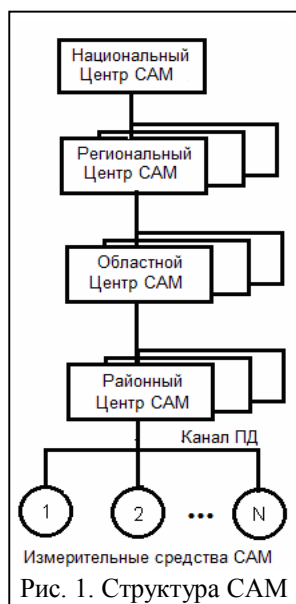 Национальный
Центр САМ
Региональный
Центр САМ
Областной
Центр САМ
Районный
Центр САМ
Канал ПД
1 2 ••• N
Измерительные средства САМ
Рис. 1. Структура САМ